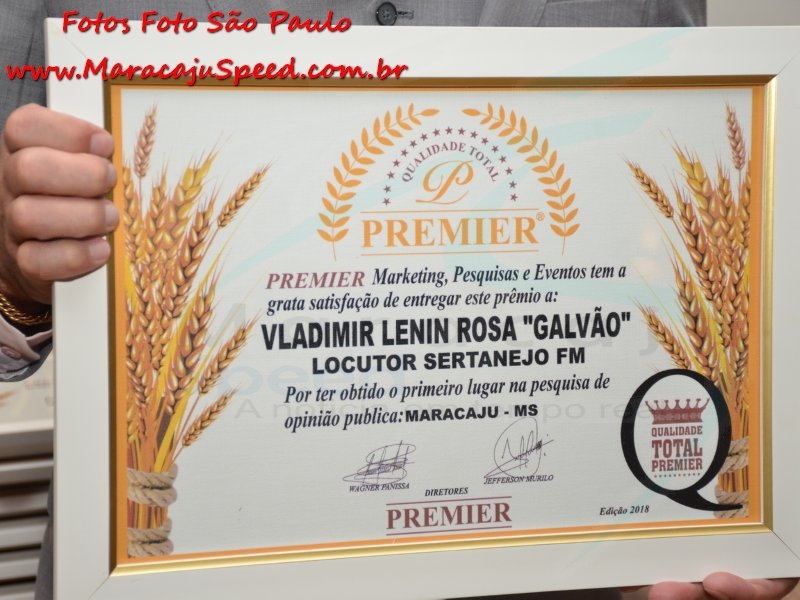 Fotos Foto São Paulo
www.MaracajuSpeed.com.br
QUALIDADE TOTAL
P
PREMIER®
PREMIER Marketing, Pesquisas e Eventos tem a
grata satisfação de entregar este prêmio a:
VLADIMIR LENIN ROSA "GALVÃO"
LOCUTOR SERTANEJO FM
Por ter obtido o primeiro lugar na pesquisa de
opinião publica: MARACAJU - MS
QUALIDADE
TOTAL
PREMIER
WAGNER PANISSA
JEFFERSON MURILO
DIRETORES
PREMIER
Edição 2018